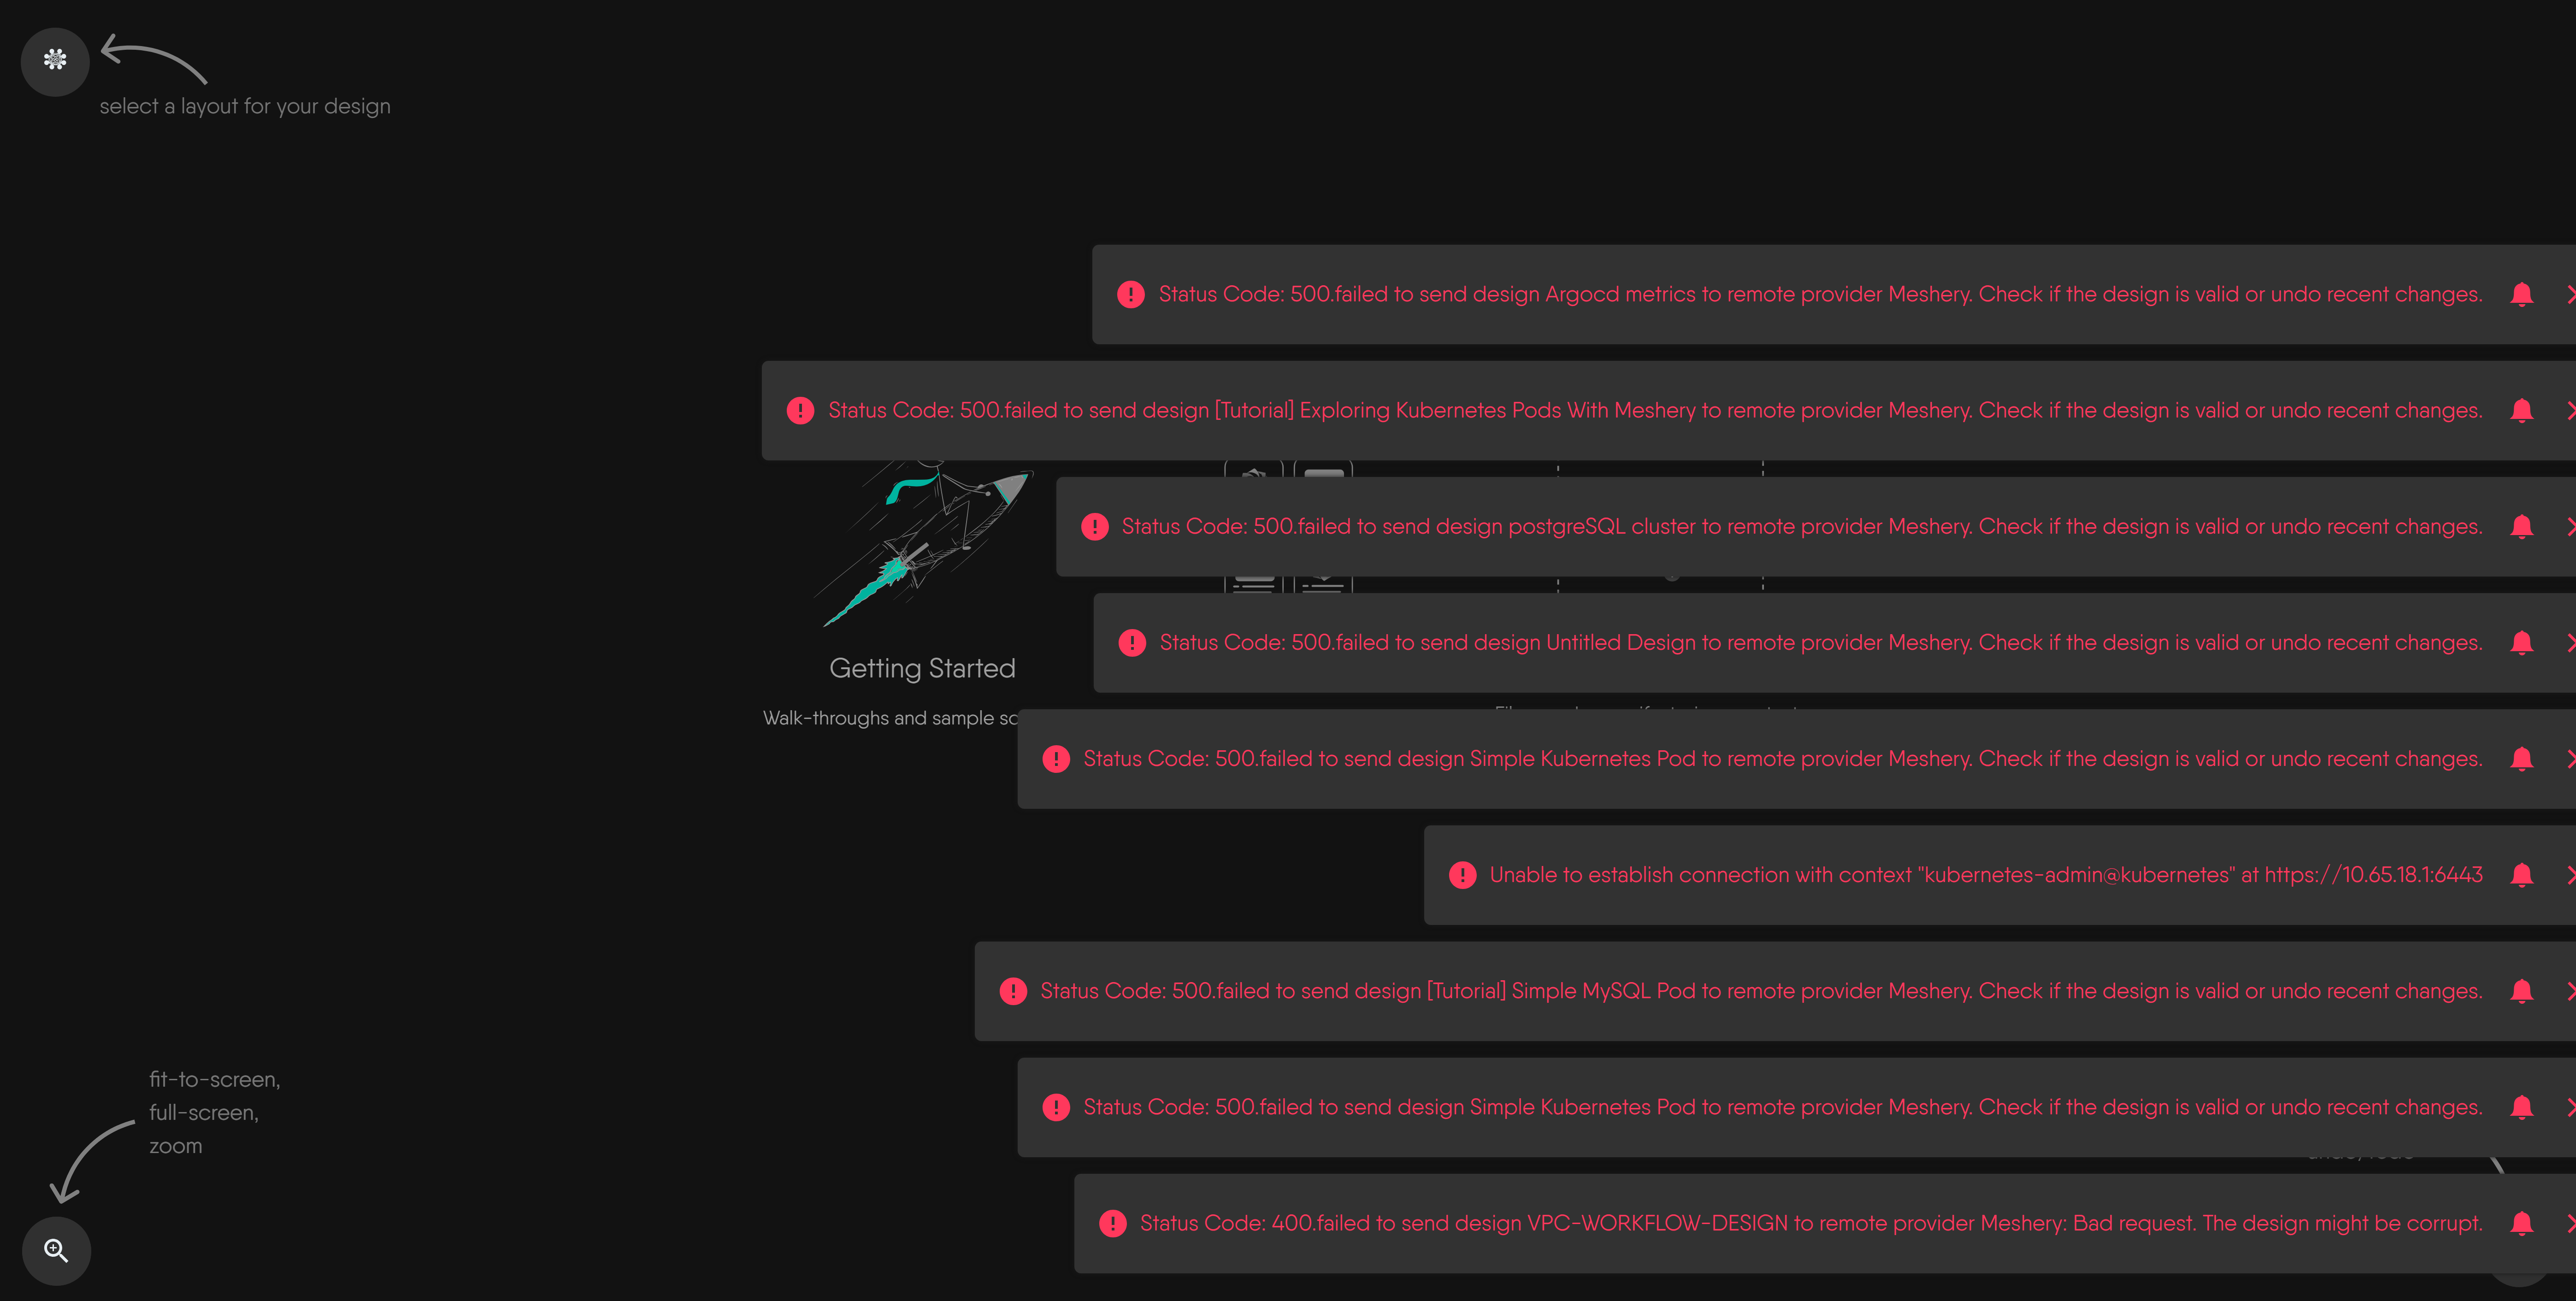 select a layout for your design
Status Code: 500.failed to send design Argocd metrics to remote provider Meshery. Check if the design is valid or undo recent changes.
Status Code: 500.failed to send design [Tutorial] Exploring Kubernetes Pods With Meshery to remote provider Meshery. Check if the design is valid or undo recent changes.
Status Code: 500.failed to send design postgreSQL cluster to remote provider Meshery. Check if the design is valid or undo recent changes.
Status Code: 500.failed to send design Untitled Design to remote provider Meshery. Check if the design is valid or undo recent changes.
Getting Started
Walk-throughs and sample
Status Code: 500.failed to send design Simple Kubernetes Pod to remote provider Meshery. Check if the design is valid or undo recent changes.
Unable to establish connection with context "kubernetes-admin@kubernetes" at https://10.65.18.1:6443
Status Code: 500.failed to send design [Tutorial] Simple MySQL Pod to remote provider Meshery. Check if the design is valid or undo recent changes.
Status Code: 500.failed to send design Simple Kubernetes Pod to remote provider Meshery. Check if the design is valid or undo recent changes.
fit-to-screen,
full-screen,
zoom
Status Code: 400.failed to send design VPC-WORKFLOW-DESIGN to remote provider Meshery: Bad request. The design might be corrupt.